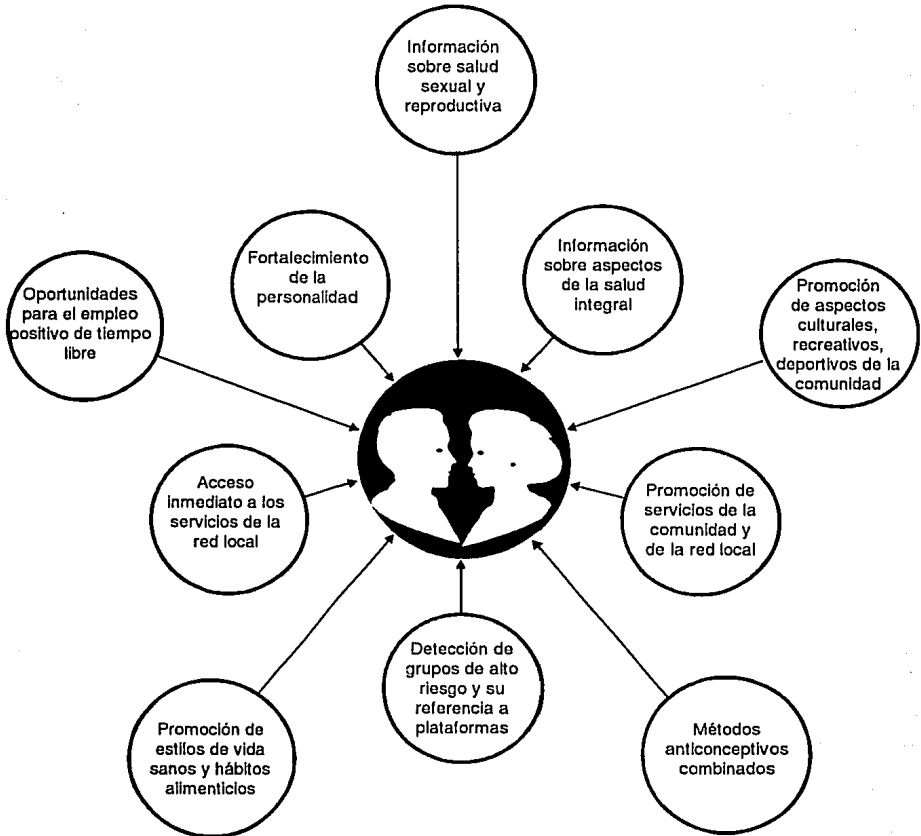 Información
sobre salud
sexual y
reproductiva
Fortalecimiento
de la
personalidad
Información
sobre aspectos
de la salud
integral
Oportunidades
para el empleo
positivo de tiempo
libre
Promoción
de aspectos
culturales,
recreativos,
deportivos de la
comunidad
Acceso
inmediato a los
servicios de la
red local
Promoción de
servicios de la
comunidad y
de la red local
Detección de
grupos de alto
riesgo y su
referencia a
plataformas
Promoción de
estilos de vida
sanos y hábitos
alimenticios
Métodos
anticonceptivos
combinados